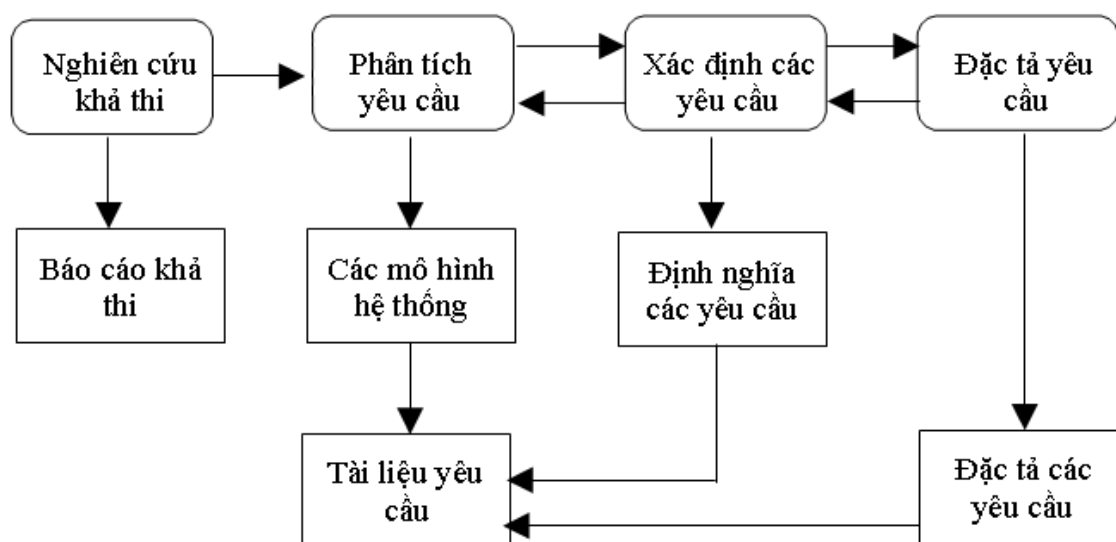 Nghiên cứu
khả thi
Phân tích
yêu cầu
Xác định các
yêu cầu
Đặc tả yêu
cầu
Báo cáo khả
thi
Các mô hình
hệ thống
Định nghĩa
các yêu cầu
Tài liệu yêu
cầu
Đặc tả các
yêu cầu